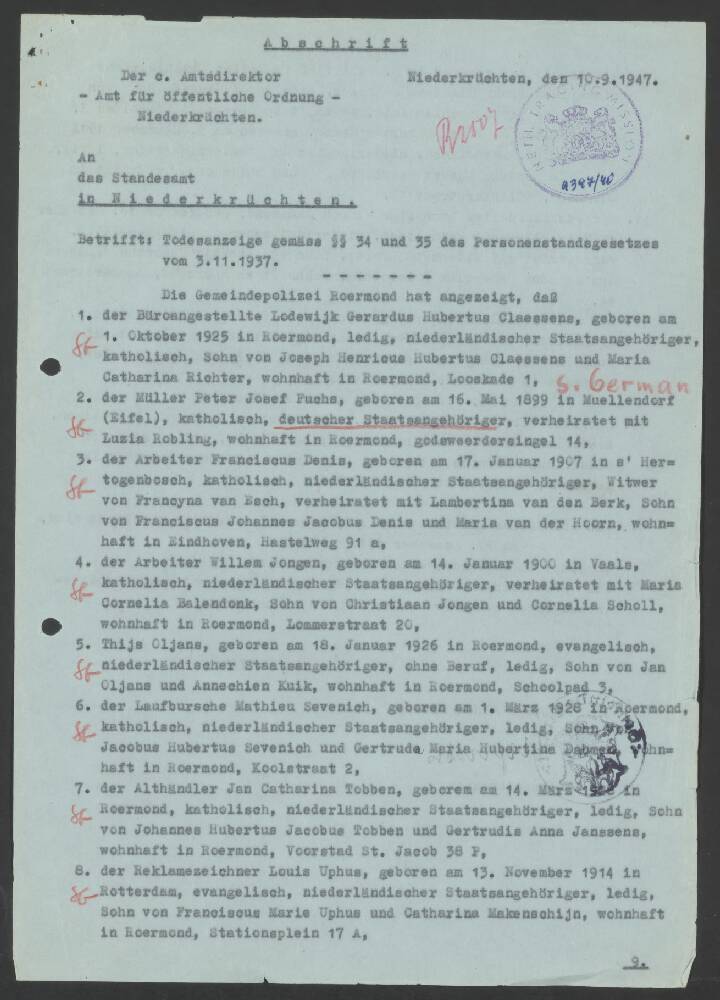 Abschrift
Der c. Amtsdirektor Niederkrüchten, den 10.9.1947.
- Amt für öffentliche Ordnung -
Niederkrüchten.
NETH. TRACING MISSION
An
das Standesamt
in Niederkrüchten.
Betrifft: Todesanzeige gemäss §§ 34 und 35 des Personenstandsgesetzes
vom 3.11.1937.
- - - - - - -
Die Gemeindepolizei Roermond hat angezeigt, daß
1. der Büroangestellte Lodewijk Gerardus Hubertus Claessens, geboren am
1. Oktober 1925 in Roermond, ledig, niederländischer Staatsangehöriger,
katholisch, Sohn von Joseph Henricus Hubertus Claessens und Maria
Catharina Richter, wohnhaft in Roermond, Looskade 1,
s. German
2. der Müller Peter Josef Fuchs, geboren am 16. Mai 1899 in Muellendorf
(Eifel), katholisch, deutscher Staatsangehöriger, verheiratet mit
Luzia Robling, wohnhaft in Roermond, godsweerdersingel 14,
3. der Arbeiter Franciscus Denis, geboren am 17. Januar 1907 in s' Her=
togenbosch, katholisch, niederländischer Staatsangehöriger, Witwer
von Francyna van Esch, verheiratet mit Lambertina van den Berk, Sohn
von Franciscus Johannes Jacobus Denis und Maria van der Hoorn, wohn=
haft in Eindhoven, Hastelweg 91 a,
4. der Arbeiter Willem Jongen, geboren am 14. Januar 1900 in Vaals,
katholisch, niederländischer Staatsangehöriger, verheiratet mit Maria
Cornelia Balendonk, Sohn von Christiaan Jongen und Cornelia Scholl,
wohnhaft in Roermond, Lommerstraat 20,
5. Thijs Oljans, geboren am 18. Januar 1926 in Roermond, evangelisch,
niederländischer Staatsangehöriger, ohne Beruf, ledig, Sohn von Jan
Oljans und Annechien Kuik, wohnhaft in Roermond, Schoolpad 3,
6. der Laufbursche Mathieu Sevenich, geboren am 1. März 1928 in Roermond,
katholisch, niederländischer Staatsangehöriger, ledig, Sohn von
Jacobus Hubertus Sevenich und Gertruda Maria Hubertina Dahmen, wohn=
haft in Roermond, Koolstraat 2,
7. der Althändler Jan Catharina Tobben, geborem am 14. März in
Roermond, katholisch, niederländischer Staatsangehöriger, ledig, Sohn
von Johannes Hubertus Jacobus Tobben und Gertrudis Anna Janssens,
wohnhaft in Roermond, Voorstad St. Jacob 38 P,
8. der Reklamezeichner Louis Uphus, geboren am 13. November 1914 in
Rotterdam, evangelisch, niederländischer Staatsangehöriger, ledig,
Sohn von Franciscus Marie Uphus und Catharina Makenschijn, wohnhaft
in Roermond, Stationsplein 17 A,
9.